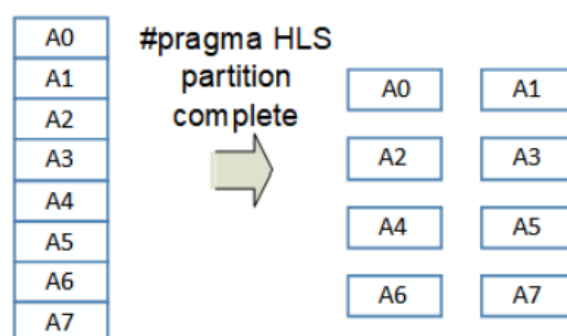 A0
A1
A2
A3
A4
A5
A6
A7
#pragma HLS
partition
complete
A0 A1
A2 A3
A4 A5
A6 A7